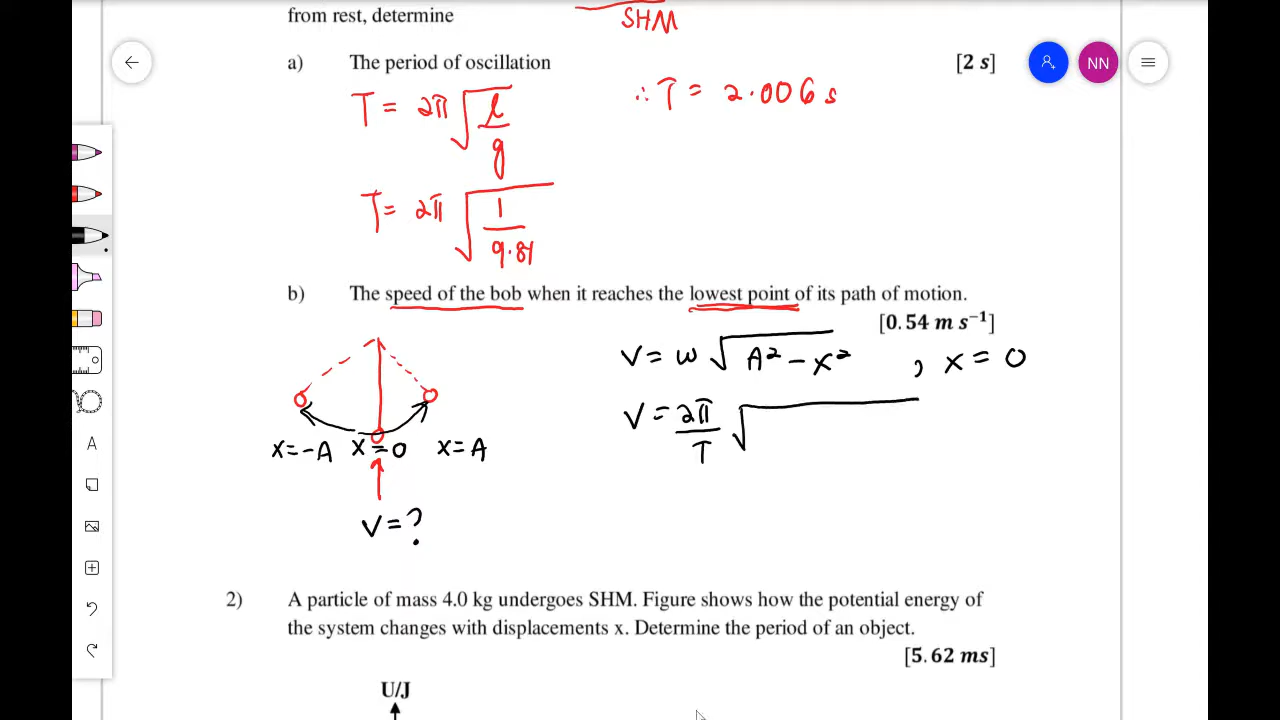 from rest, determine
SHM
a) The period of oscillation [2 s]
T = 2π √(l/g)
∴ T = 2.006 s
T = 2π √(1/9.81)
b) The speed of the bob when it reaches the lowest point of its path of motion.
[0.54 m s⁻¹]
V = ω √(A² − x²) , x = 0
V = 2π/T √
x=-A x=0 x=A
V=?
2) A particle of mass 4.0 kg undergoes SHM. Figure shows how the potential energy of
the system changes with displacements x. Determine the period of an object.
[5.62 ms]
U/J
NN
A